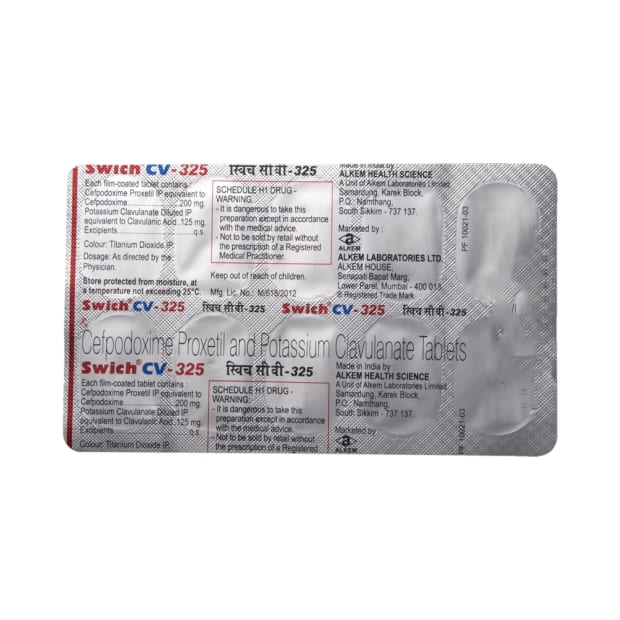 Swich® CV-325 स्विच सी वी -325
Each film-coated tablet contains :
Cefpodoxime Proxetil IP equivalent to
Cefpodoxime..................200 mg.
Potassium Clavulanate Diluted IP
equivalent to Clavulanic Acid..125 mg.
Excipients........................q.s.
Colour: Titanium Dioxide IP.
Dosage: As directed by the
Physician.
Store protected from moisture, at
a temperature not exceeding 25°C.
SCHEDULE H1 DRUG -
WARNING:
- It is dangerous to take this
preparation except in accordance
with the medical advice.
- Not to be sold by retail without
the prescription of a Registered
Medical Practitioner.
Keep out of reach of children.
Mfg. Lic. No.: M/618/2012
Made in India by
ALKEM HEALTH SCIENCE
A Unit of Alkem Laboratories Limited.
Samardung, Karek Block,
P.O.: Namthang,
South Sikkim - 737 137.
Marketed by :
ALKEM
ALKEM LABORATORIES LTD.
ALKEM HOUSE,
Senapati Bapat Marg,
Lower Parel, Mumbai - 400 013.
® Registered Trade Mark
PF 10021-03
Swich® CV-325 स्विच सी वी -325 Swich® CV-325 स्विच सी वी -325
Rx
Cefpodoxime Proxetil and Potassium Clavulanate Tablets
Swich® CV-325 स्विच सी वी -325
Each film-coated tablet contains :
Cefpodoxime Proxetil IP equivalent to
Cefpodoxime..................200 mg.
Potassium Clavulanate Diluted IP
equivalent to Clavulanic Acid..125 mg.
Excipients........................q.s.
Colour: Titanium Dioxide IP.
SCHEDULE H1 DRUG -
WARNING:
- It is dangerous to take this
preparation except in accordance
with the medical advice.
- Not to be sold by retail without
the prescription of a Registered
Made in India by
ALKEM HEALTH SCIENCE
A Unit of Alkem Laboratories Limited.
Samardung, Karek Block,
P.O.: Namthang,
South Sikkim - 737 137.
Marketed by :
ALKEM
PF 10021-03